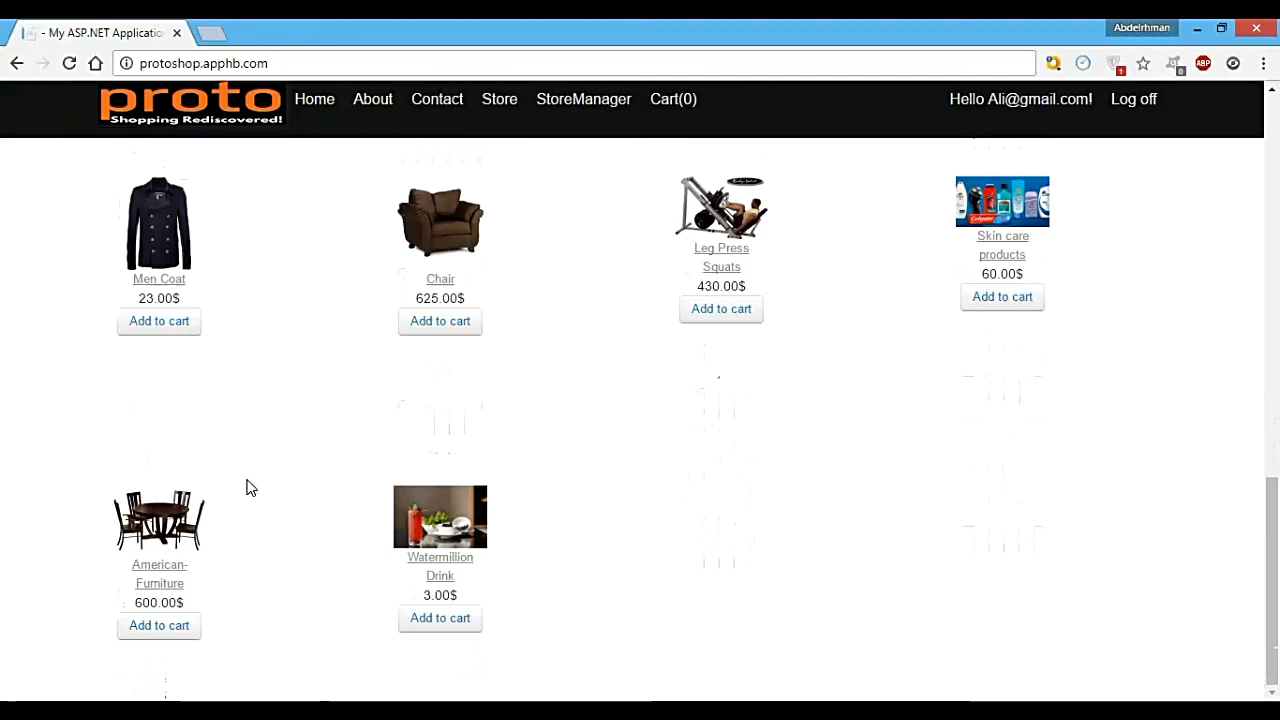 - My ASP.NET Applicatio
Abdelrhman
protoshop.apphb.com
1
0
ABP
proto
Shopping Rediscovered!
Home
About
Contact
Store
StoreManager
Cart(0)
Hello Ali@gmail.com!
Log off
Men Coat
23.00$
Add to cart
Chair
625.00$
Add to cart
Leg Press
Squats
430.00$
Add to cart
Skin care
products
60.00$
Add to cart
American-
Furniture
600.00$
Add to cart
Watermillion
Drink
3.00$
Add to cart